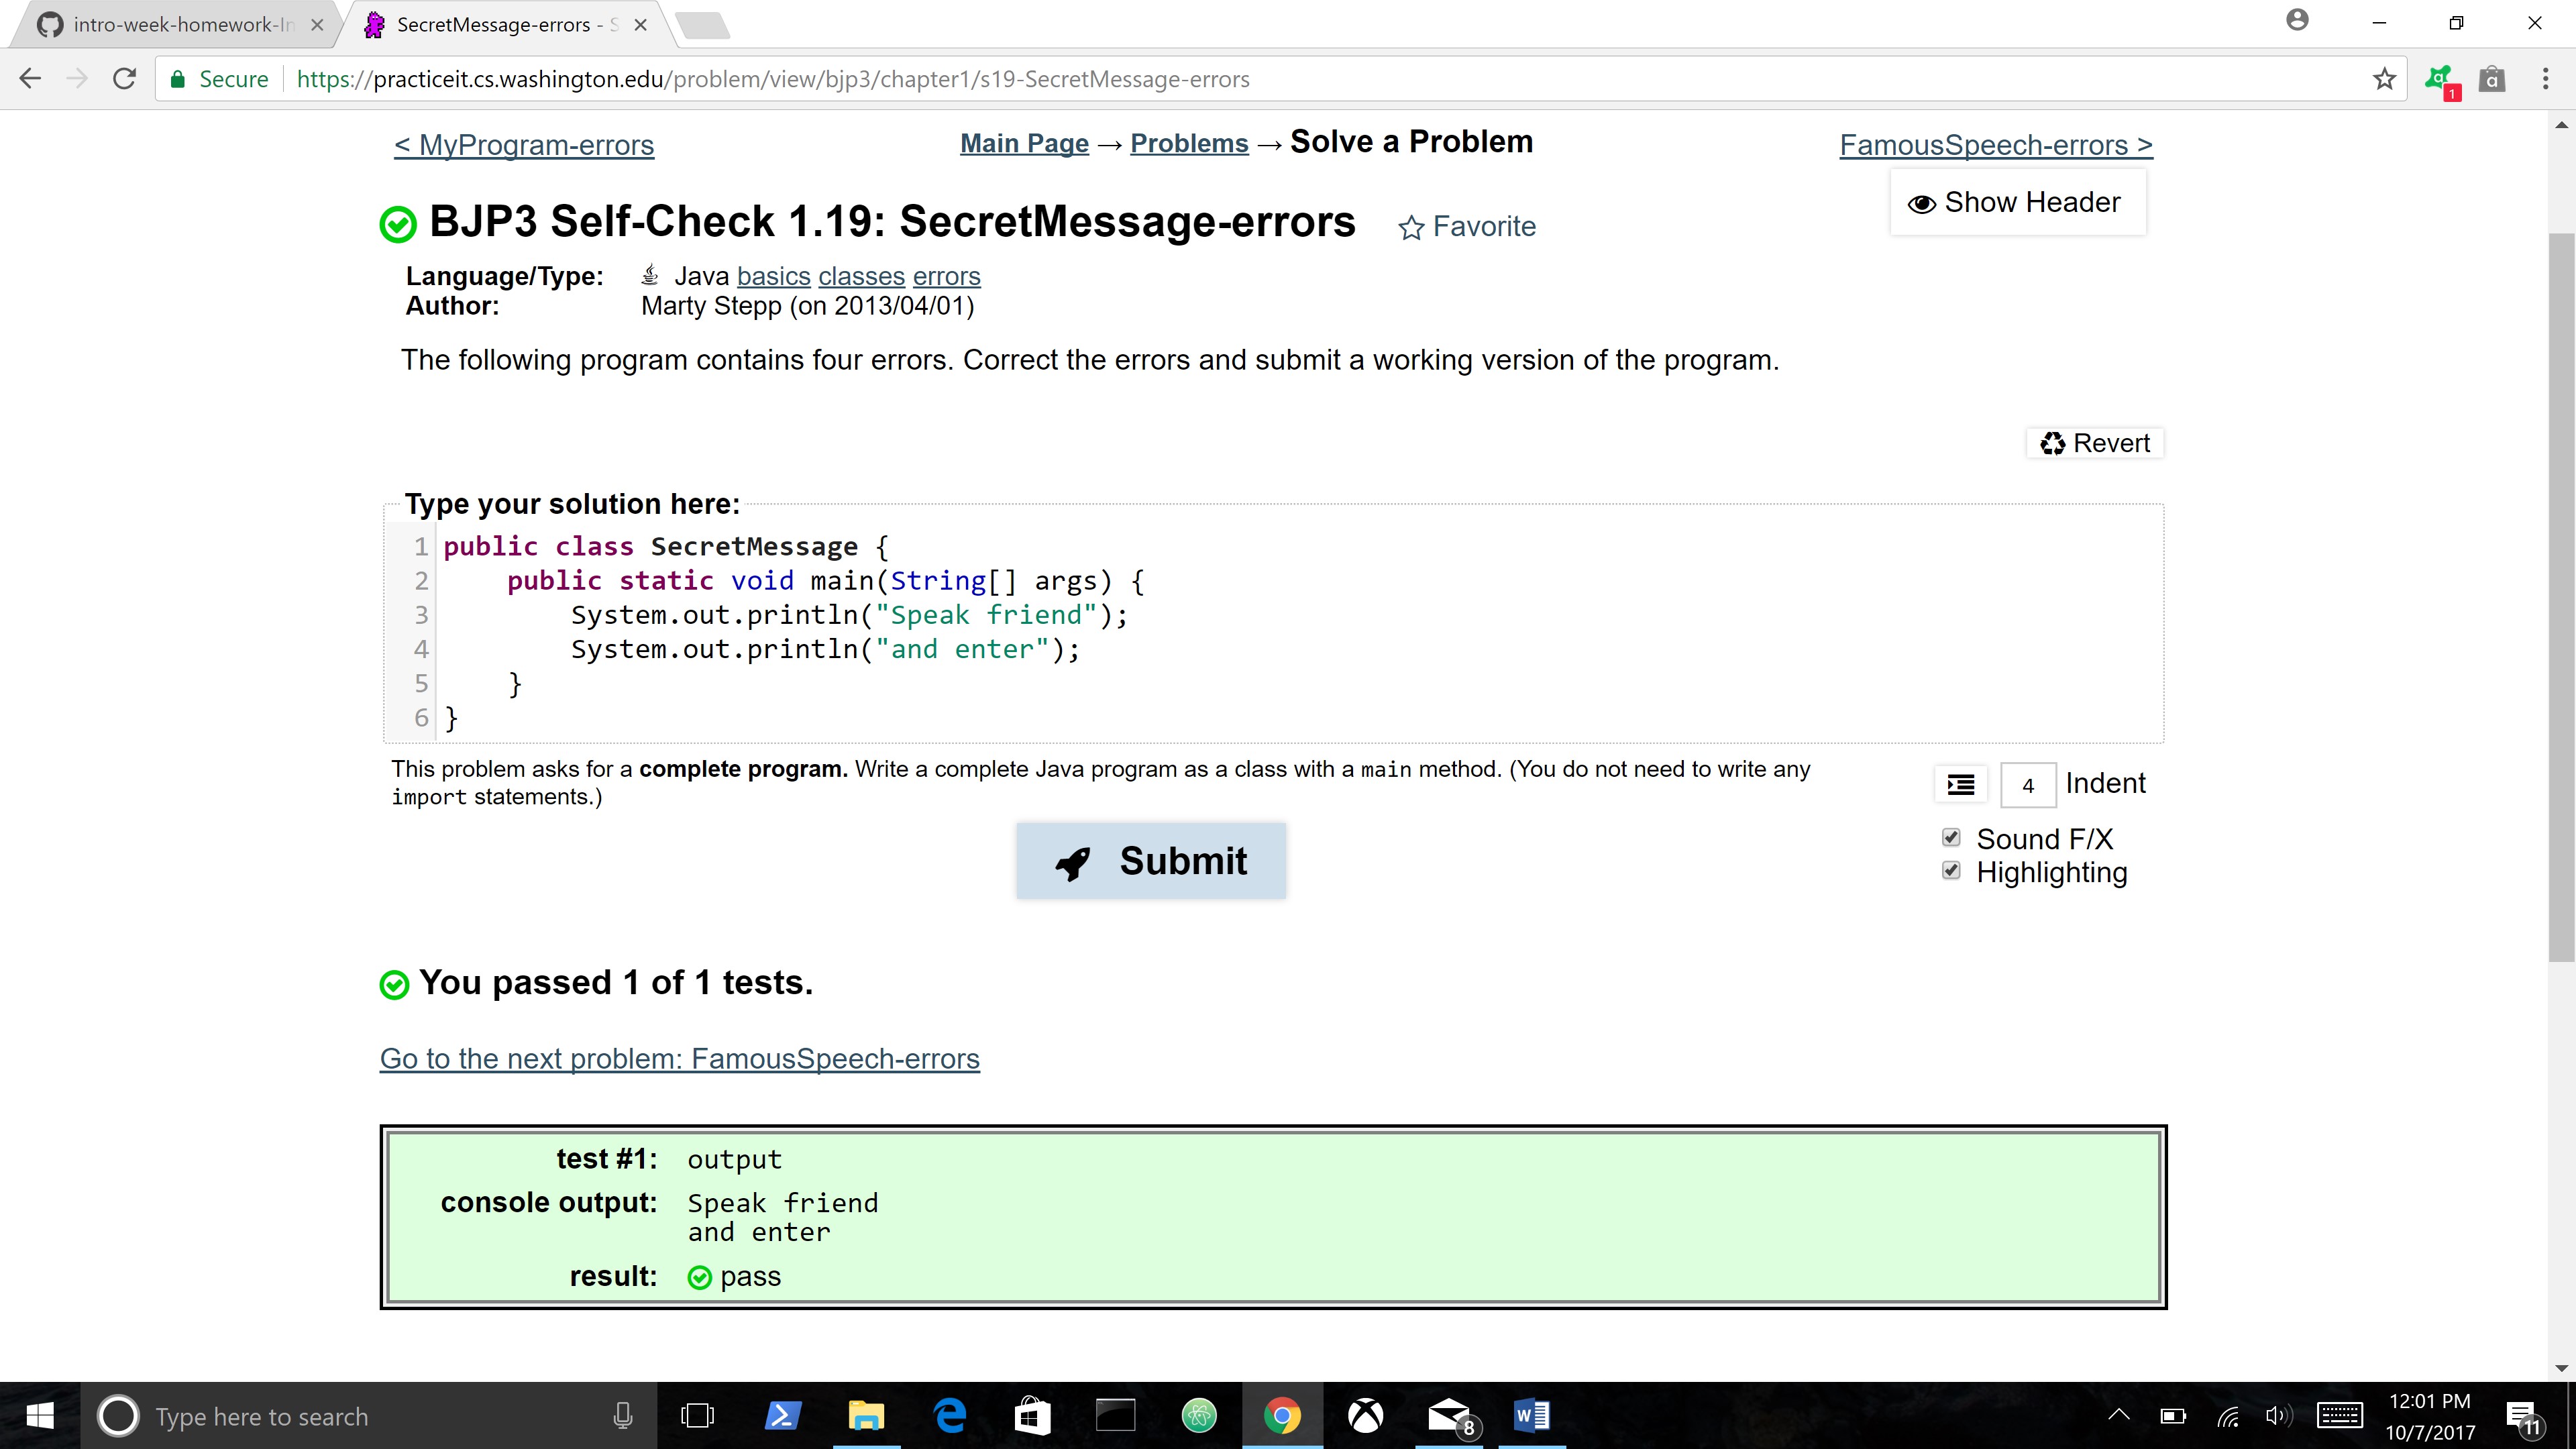 intro-week-homework-In
SecretMessage-errors - S
Secure https://practiceit.cs.washington.edu/problem/view/bjp3/chapter1/s19-SecretMessage-errors
1
< MyProgram-errors
Main Page → Problems → Solve a Problem
FamousSpeech-errors >
Show Header
BJP3 Self-Check 1.19: SecretMessage-errors
Favorite
Language/Type: Java basics classes errors
Author: Marty Stepp (on 2013/04/01)
The following program contains four errors. Correct the errors and submit a working version of the program.
Revert
Type your solution here:
1 public class SecretMessage {
2     public static void main(String[] args) {
3         System.out.println("Speak friend");
4         System.out.println("and enter");
5     }
6 }
This problem asks for a complete program. Write a complete Java program as a class with a main method. (You do not need to write any
import statements.)
4 Indent
Sound F/X
Highlighting
Submit
You passed 1 of 1 tests.
Go to the next problem: FamousSpeech-errors
test #1: output
console output: Speak friend
and enter
result: pass
Type here to search
8
12:01 PM
10/7/2017
11